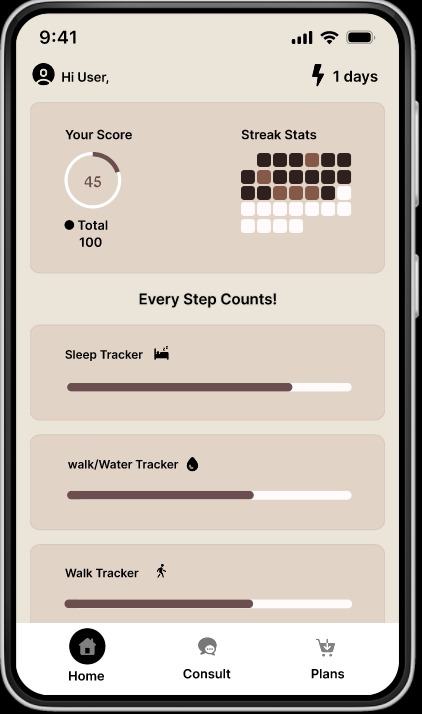 9:41
Hi User,
1 days
Your Score
Streak Stats
45
Total
100
Every Step Counts!
Sleep Tracker
walk/Water Tracker
Walk Tracker
Home
Consult
Plans